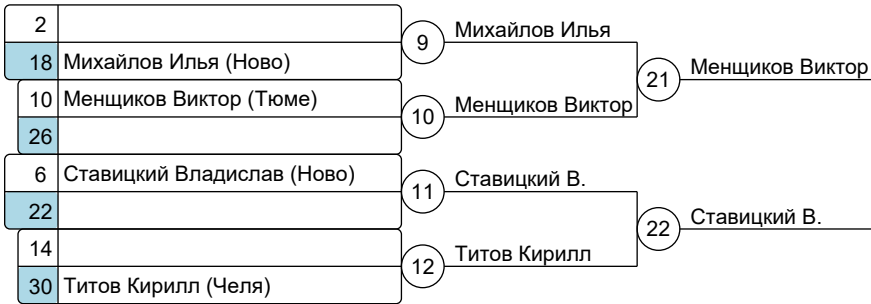 2
9
Михайлов Илья
18 Михайлов Илья (Ново)
21
Менщиков Виктор
10 Менщиков Виктор (Тюме)
10
Менщиков Виктор
26
6 Ставицкий Владислав (Ново)
11
Ставицкий В.
22
22
Ставицкий В.
14
12
Титов Кирилл
30 Титов Кирилл (Челя)